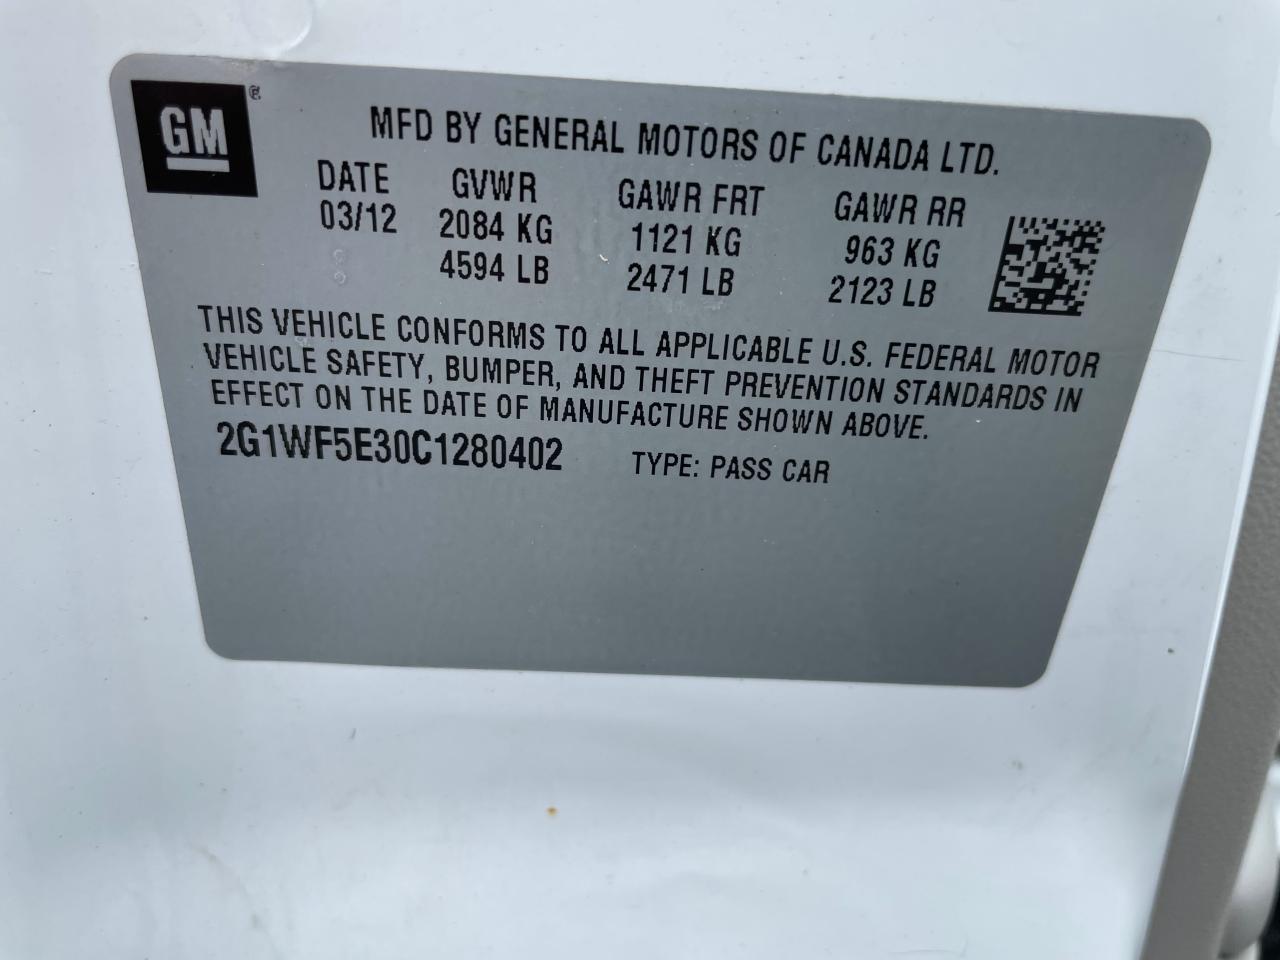 GM
MFD BY GENERAL MOTORS OF CANADA LTD.
DATE GVWR GAWR FRT GAWR RR
03/12 2084 KG 1121 KG 963 KG
4594 LB 2471 LB 2123 LB
THIS VEHICLE CONFORMS TO ALL APPLICABLE U.S. FEDERAL MOTOR
VEHICLE SAFETY, BUMPER, AND THEFT PREVENTION STANDARDS IN
EFFECT ON THE DATE OF MANUFACTURE SHOWN ABOVE.
2G1WF5E30C1280402 TYPE: PASS CAR